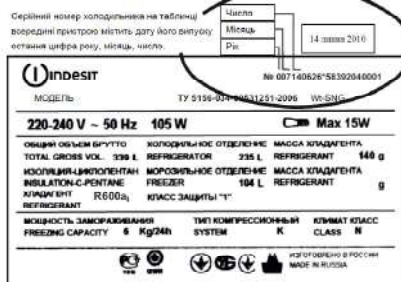 Серійний номер холодильника на табличці
всередині пристрою містить дату його випуску
остання цифра року, місяць, число.
Число
Місяць
Рік
14 липня 2016
INDESIT
№ 007140626*58392040001
МОДЕЛЬ
ТУ 5156-034-00531251-2006 Wt-SNG
220-240 V ~ 50 Hz 105 W Max 15W
ОБЩИЙ ОБЪЕМ БРУТТО ХОЛОДИЛЬНОЕ ОТДЕЛЕНИЕ МАССА ХЛАДАГЕНТА
TOTAL GROSS VOL. 339 L REFRIGERATOR 235 L REFRIGERANT 140 g
ИЗОЛЯЦИЯ-ЦИКЛОПЕНТАН МОРОЗИЛЬНОЕ ОТДЕЛЕНИЕ МАССА ХЛАДАГЕНТА
INSULATION-C-PENTANE FREEZER 104 L REFRIGERANT g
ХЛАДАГЕНТ R600a КЛАСС ЗАЩИТЫ "1"
REFRIGERANT
МОЩНОСТЬ ЗАМОРАЖИВАНИЯ ТИП КОМПРЕССИОННЫЙ КЛИМАТ КЛАСС
FREEZING CAPACITY 6 Kg/24h SYSTEM K CLASS N
ИЗГОТОВЛЕНО В РОССИИ
MADE IN RUSSIA